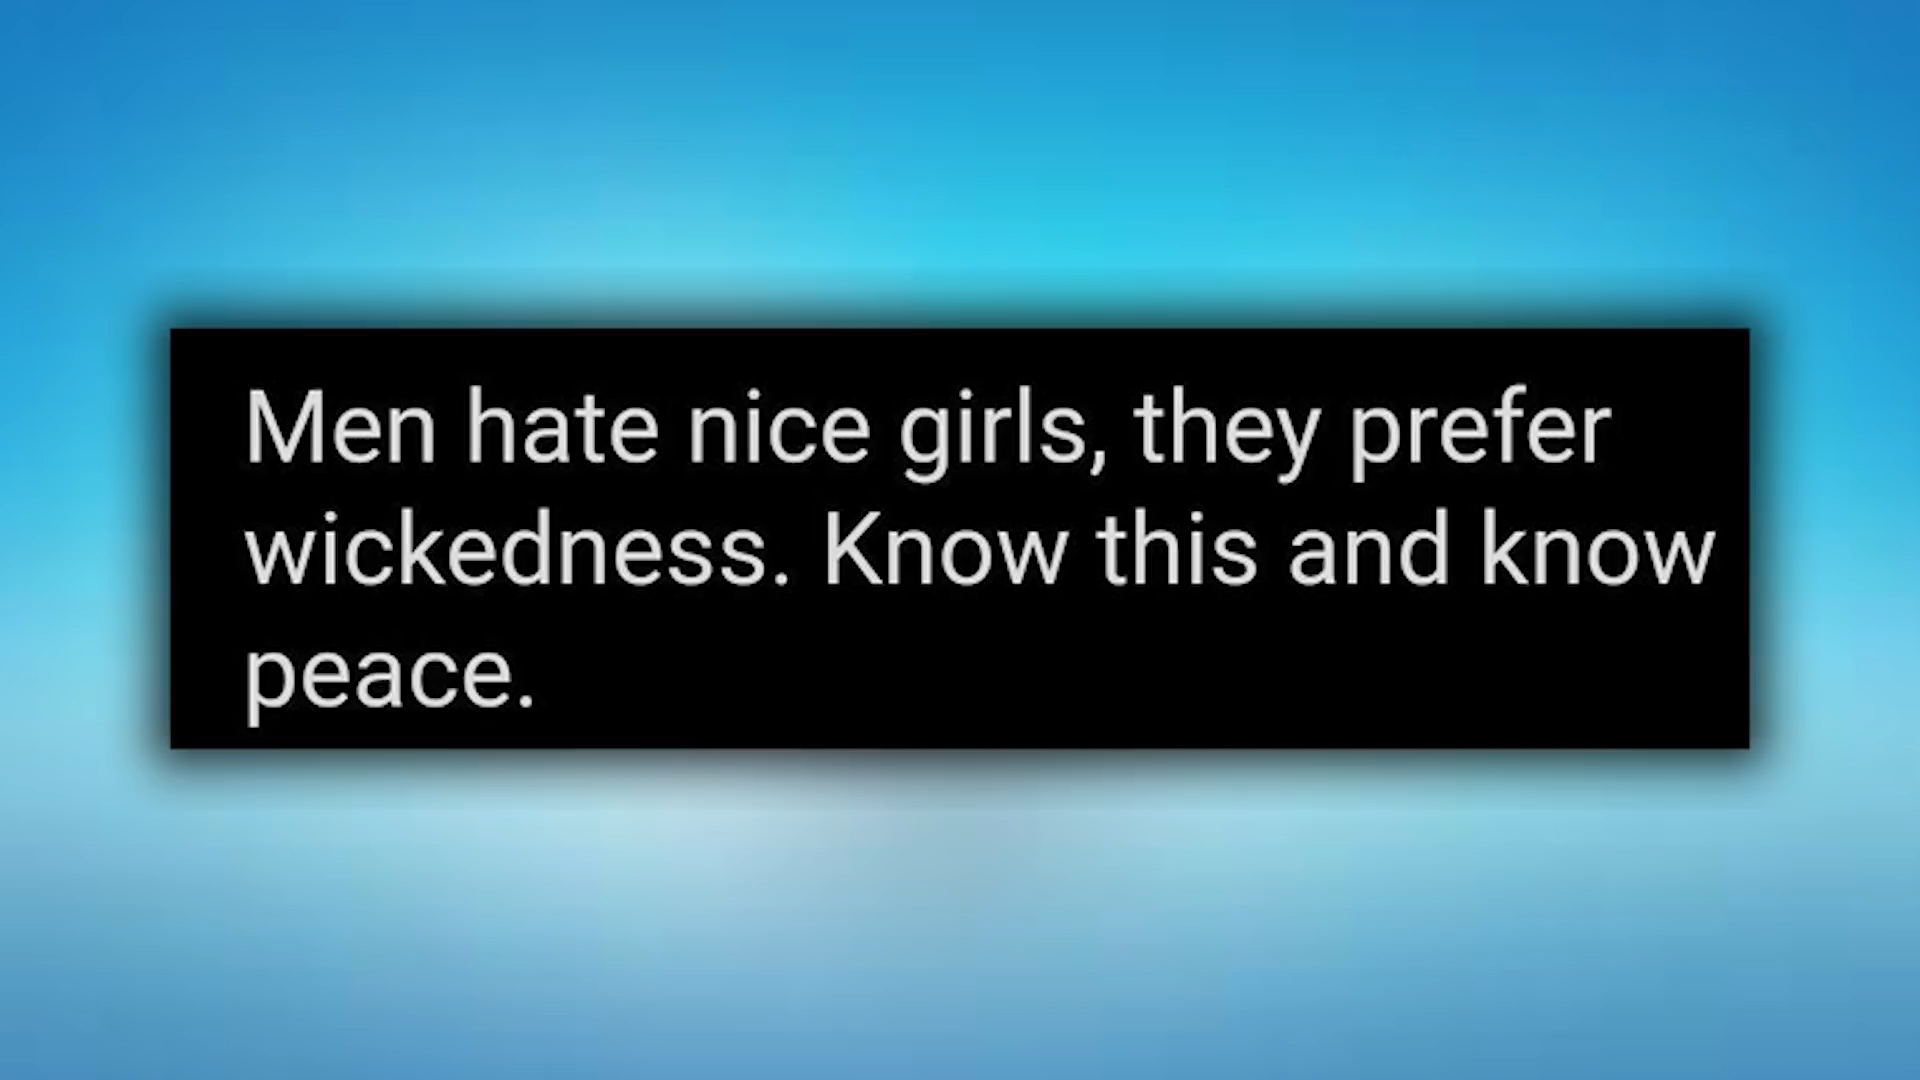 Men hate nice girls, they prefer
wickedness. Know this and know
peace.